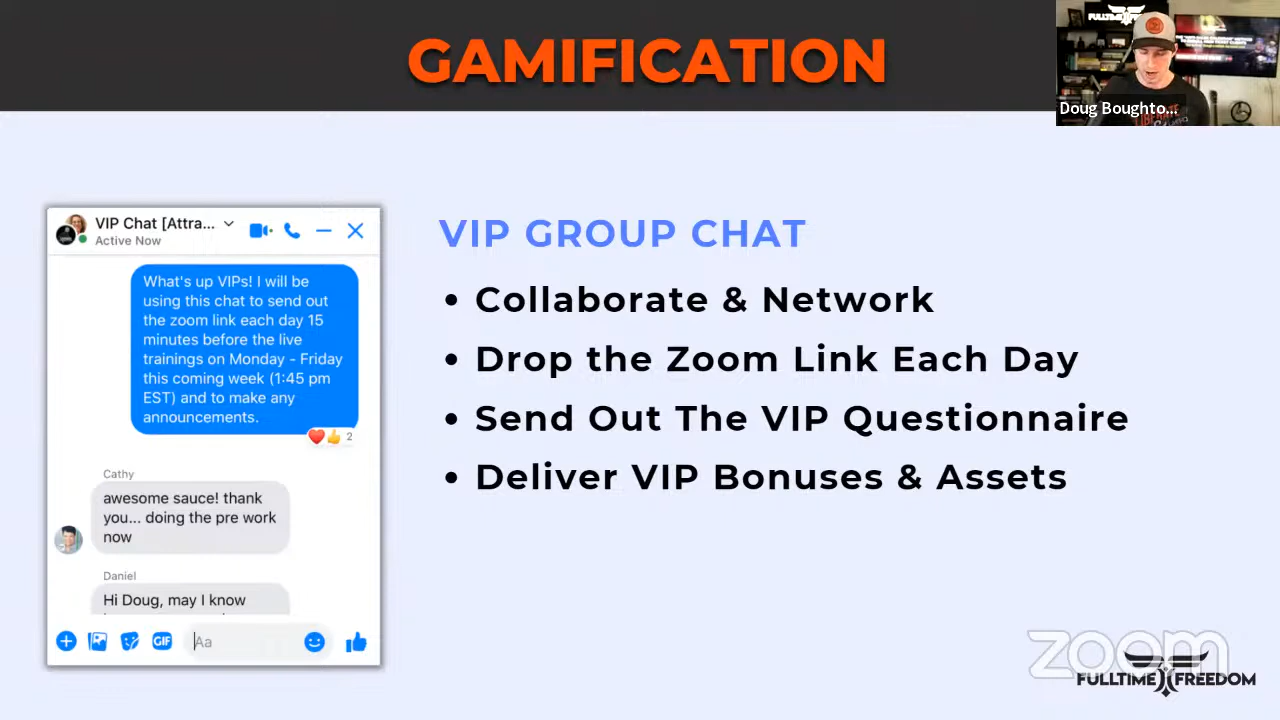 GAMIFICATION
FULLTIME FREEDOM
Doug Boughto...
VIP Chat [Attra...
Active Now
What's up VIPs! I will be
using this chat to send out
the zoom link each day 15
minutes before the live
trainings on Monday - Friday
this coming week (1:45 pm
EST) and to make any
announcements.
2
Cathy
awesome sauce! thank
you... doing the pre work
now
Daniel
Hi Doug, may I know
GIF
Aa
VIP GROUP CHAT
• Collaborate & Network
• Drop the Zoom Link Each Day
• Send Out The VIP Questionnaire
• Deliver VIP Bonuses & Assets
zoom
FULLTIME FREEDOM